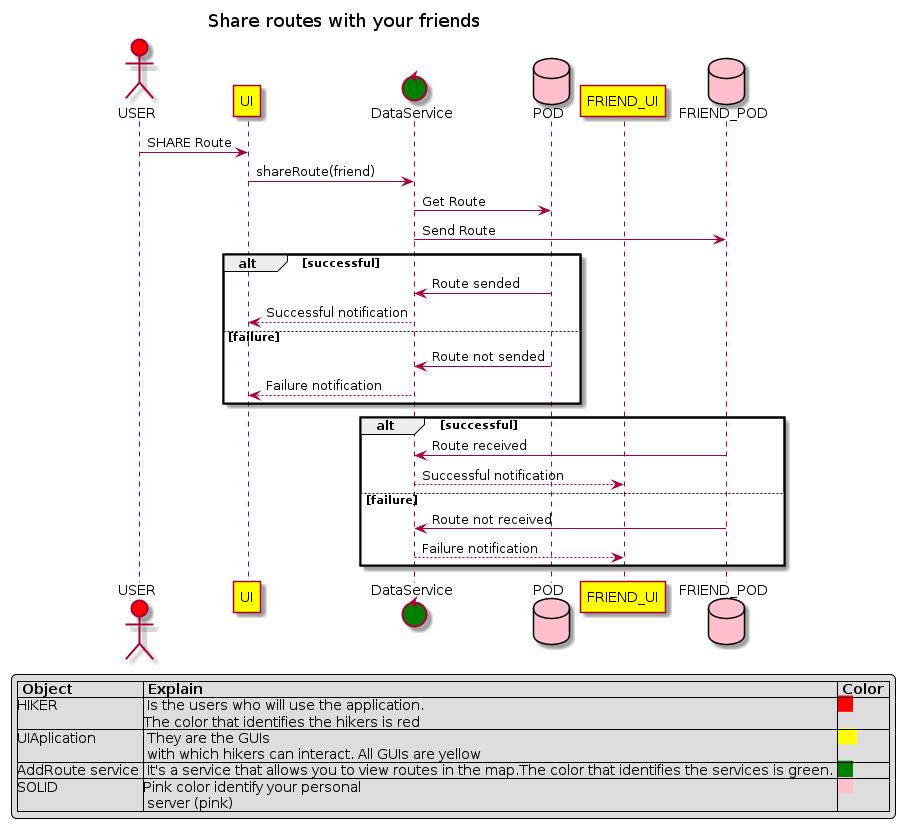 Share routes with your friends
USER
UI
DataService
POD
FRIEND_UI
FRIEND_POD
SHARE Route
shareRoute(friend)
Get Route
Send Route
alt [successful]
Route sended
Successful notification
[failure]
Route not sended
Failure notification
alt [successful]
Route received
Successful notification
[failure]
Route not received
Failure notification
USER
UI
DataService
POD
FRIEND_UI
FRIEND_POD
Object Explain Color
HIKER Is the users who will use the application.
The color that identifies the hikers is red
UIAplication They are the GUIs
with which hikers can interact. All GUIs are yellow
AddRoute service It's a service that allows you to view routes in the map.The color that identifies the services is green.
SOLID Pink color identify your personal
server (pink)